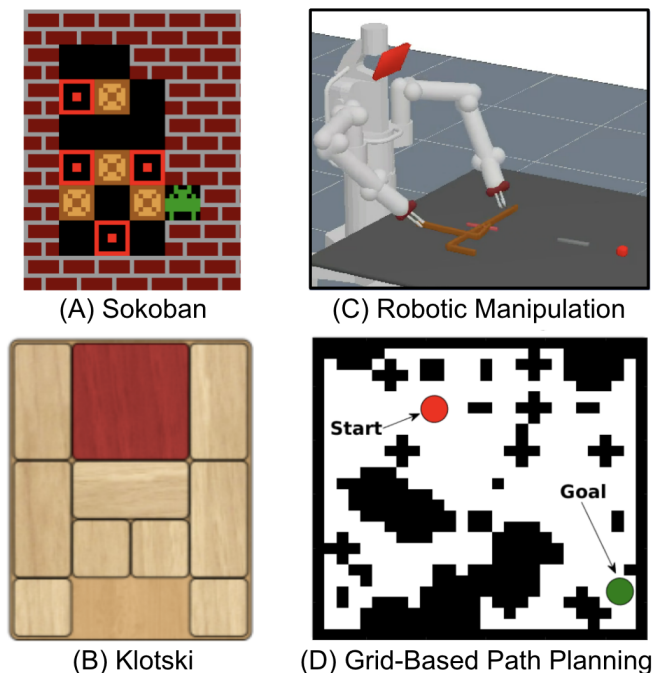 (A) Sokoban
(C) Robotic Manipulation
Start
Goal
(B) Klotski
(D) Grid-Based Path Planning